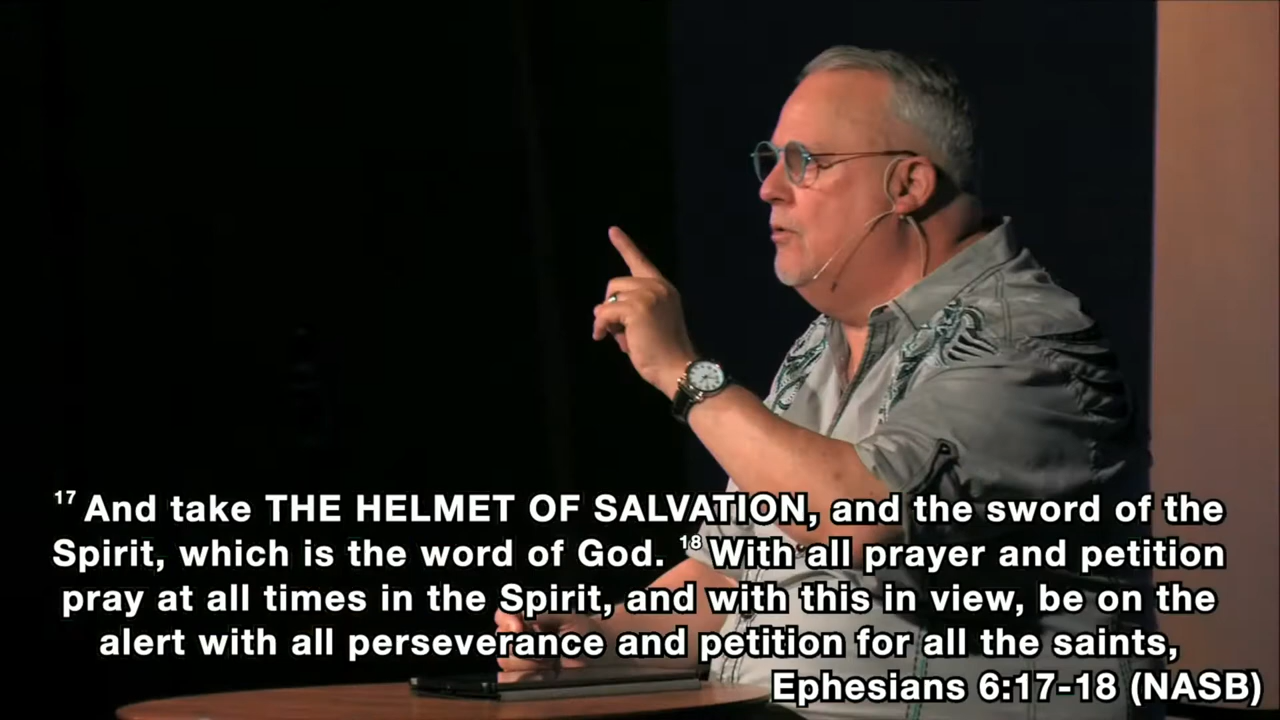 17 And take THE HELMET OF SALVATION, and the sword of the
Spirit, which is the word of God. 18 With all prayer and petition
pray at all times in the Spirit, and with this in view, be on the
alert with all perseverance and petition for all the saints,
Ephesians 6:17-18 (NASB)